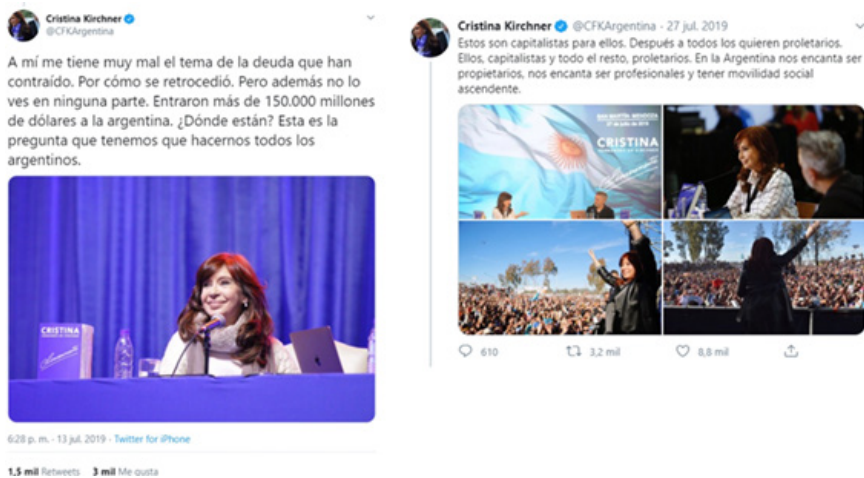 Cristina Kirchner
@CFKArgentina
A mí me tiene muy mal el tema de la deuda que han
contraído. Por cómo se retrocedió. Pero además no lo
ves en ninguna parte. Entraron más de 150.000 millones
de dólares a la argentina. ¿Dónde están? Esta es la
pregunta que tenemos que hacernos todos los
argentinos.
CRISTINA
6:28 p. m. · 13 jul. 2019 · Twitter for iPhone
1,5 mil Retweets 3 mil Me gusta
Cristina Kirchner @CFKArgentina · 27 jul. 2019
Estos son capitalistas para ellos. Después a todos los quieren proletarios.
Ellos, capitalistas y todo el resto, proletarios. En la Argentina nos encanta ser
propietarios, nos encanta ser profesionales y tener movilidad social
ascendente.
SAN MARTÍN, MENDOZA
CRISTINA
610 3,2 mil 8,8 mil